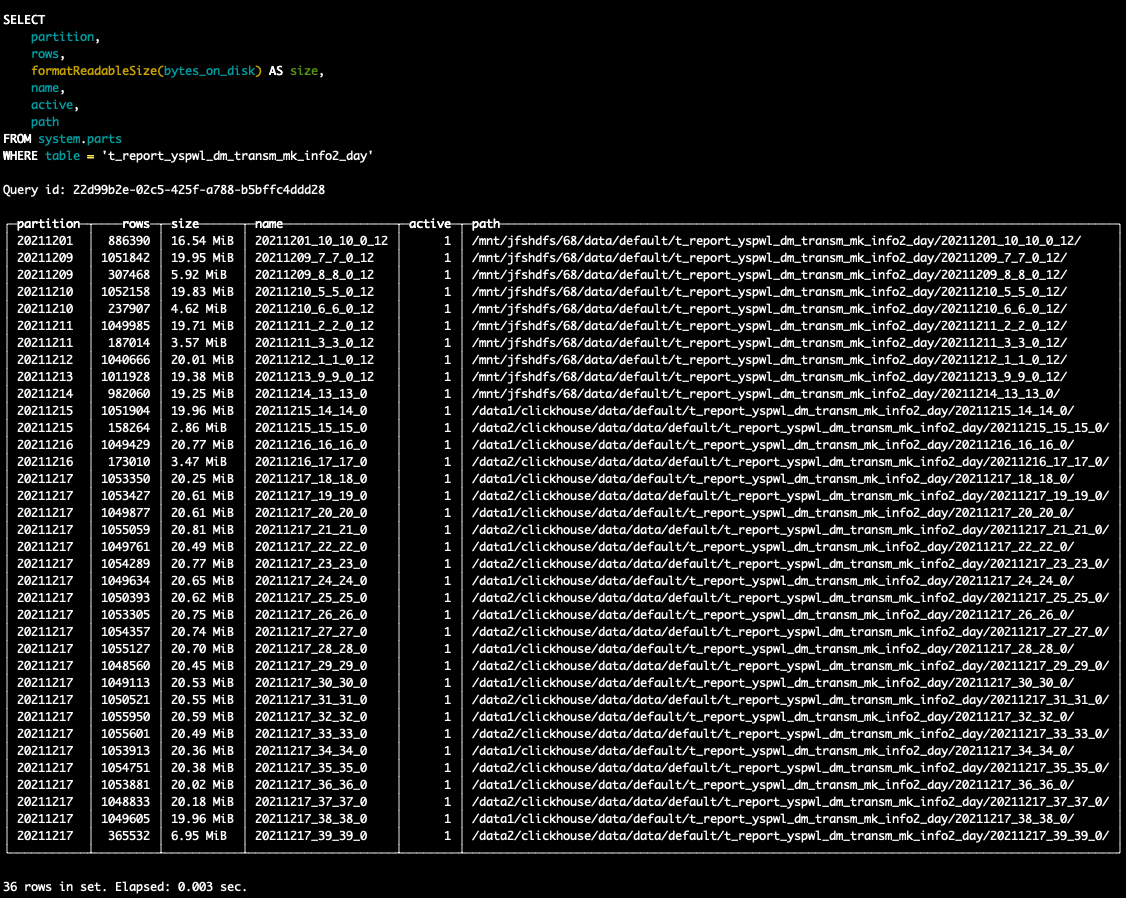 SELECT
    partition,
    rows,
    formatReadableSize(bytes_on_disk) AS size,
    name,
    active,
    path
FROM system.parts
WHERE table = 't_report_yspwl_dm_transm_mk_info2_day'
Query id: 22d99b2e-02c5-425f-a788-b5bffc4ddd28
partition rows size name active path
20211201 886390 16.54 MiB 20211201_10_10_0_12 1 /mnt/jfshdfs/68/data/default/t_report_yspwl_dm_transm_mk_info2_day/20211201_10_10_0_12/
20211209 1051842 19.95 MiB 20211209_7_7_0_12 1 /mnt/jfshdfs/68/data/default/t_report_yspwl_dm_transm_mk_info2_day/20211209_7_7_0_12/
20211209 307468 5.92 MiB 20211209_8_8_0_12 1 /mnt/jfshdfs/68/data/default/t_report_yspwl_dm_transm_mk_info2_day/20211209_8_8_0_12/
20211210 1052158 19.83 MiB 20211210_5_5_0_12 1 /mnt/jfshdfs/68/data/default/t_report_yspwl_dm_transm_mk_info2_day/20211210_5_5_0_12/
20211210 237907 4.62 MiB 20211210_6_6_0_12 1 /mnt/jfshdfs/68/data/default/t_report_yspwl_dm_transm_mk_info2_day/20211210_6_6_0_12/
20211211 1049985 19.71 MiB 20211211_2_2_0_12 1 /mnt/jfshdfs/68/data/default/t_report_yspwl_dm_transm_mk_info2_day/20211211_2_2_0_12/
20211211 187014 3.57 MiB 20211211_3_3_0_12 1 /mnt/jfshdfs/68/data/default/t_report_yspwl_dm_transm_mk_info2_day/20211211_3_3_0_12/
20211212 1040666 20.01 MiB 20211212_1_1_0_12 1 /mnt/jfshdfs/68/data/default/t_report_yspwl_dm_transm_mk_info2_day/20211212_1_1_0_12/
20211213 1011928 19.38 MiB 20211213_9_9_0_12 1 /mnt/jfshdfs/68/data/default/t_report_yspwl_dm_transm_mk_info2_day/20211213_9_9_0_12/
20211214 982060 19.25 MiB 20211214_13_13_0 1 /mnt/jfshdfs/68/data/default/t_report_yspwl_dm_transm_mk_info2_day/20211214_13_13_0/
20211215 1051904 19.96 MiB 20211215_14_14_0 1 /data1/clickhouse/data/data/default/t_report_yspwl_dm_transm_mk_info2_day/20211215_14_14_0/
20211215 158264 2.86 MiB 20211215_15_15_0 1 /data2/clickhouse/data/data/default/t_report_yspwl_dm_transm_mk_info2_day/20211215_15_15_0/
20211216 1049429 20.77 MiB 20211216_16_16_0 1 /data1/clickhouse/data/data/default/t_report_yspwl_dm_transm_mk_info2_day/20211216_16_16_0/
20211216 173010 3.47 MiB 20211216_17_17_0 1 /data2/clickhouse/data/data/default/t_report_yspwl_dm_transm_mk_info2_day/20211216_17_17_0/
20211217 1053350 20.25 MiB 20211217_18_18_0 1 /data1/clickhouse/data/data/default/t_report_yspwl_dm_transm_mk_info2_day/20211217_18_18_0/
20211217 1053427 20.61 MiB 20211217_19_19_0 1 /data2/clickhouse/data/data/default/t_report_yspwl_dm_transm_mk_info2_day/20211217_19_19_0/
20211217 1049877 20.61 MiB 20211217_20_20_0 1 /data1/clickhouse/data/data/default/t_report_yspwl_dm_transm_mk_info2_day/20211217_20_20_0/
20211217 1055059 20.81 MiB 20211217_21_21_0 1 /data2/clickhouse/data/data/default/t_report_yspwl_dm_transm_mk_info2_day/20211217_21_21_0/
20211217 1049761 20.49 MiB 20211217_22_22_0 1 /data1/clickhouse/data/data/default/t_report_yspwl_dm_transm_mk_info2_day/20211217_22_22_0/
20211217 1054289 20.77 MiB 20211217_23_23_0 1 /data2/clickhouse/data/data/default/t_report_yspwl_dm_transm_mk_info2_day/20211217_23_23_0/
20211217 1049634 20.65 MiB 20211217_24_24_0 1 /data1/clickhouse/data/data/default/t_report_yspwl_dm_transm_mk_info2_day/20211217_24_24_0/
20211217 1050393 20.62 MiB 20211217_25_25_0 1 /data2/clickhouse/data/data/default/t_report_yspwl_dm_transm_mk_info2_day/20211217_25_25_0/
20211217 1053305 20.75 MiB 20211217_26_26_0 1 /data1/clickhouse/data/data/default/t_report_yspwl_dm_transm_mk_info2_day/20211217_26_26_0/
20211217 1054357 20.74 MiB 20211217_27_27_0 1 /data2/clickhouse/data/data/default/t_report_yspwl_dm_transm_mk_info2_day/20211217_27_27_0/
20211217 1055127 20.70 MiB 20211217_28_28_0 1 /data1/clickhouse/data/data/default/t_report_yspwl_dm_transm_mk_info2_day/20211217_28_28_0/
20211217 1048560 20.45 MiB 20211217_29_29_0 1 /data2/clickhouse/data/data/default/t_report_yspwl_dm_transm_mk_info2_day/20211217_29_29_0/
20211217 1049113 20.53 MiB 20211217_30_30_0 1 /data1/clickhouse/data/data/default/t_report_yspwl_dm_transm_mk_info2_day/20211217_30_30_0/
20211217 1050521 20.55 MiB 20211217_31_31_0 1 /data2/clickhouse/data/data/default/t_report_yspwl_dm_transm_mk_info2_day/20211217_31_31_0/
20211217 1055950 20.59 MiB 20211217_32_32_0 1 /data1/clickhouse/data/data/default/t_report_yspwl_dm_transm_mk_info2_day/20211217_32_32_0/
20211217 1055601 20.49 MiB 20211217_33_33_0 1 /data2/clickhouse/data/data/default/t_report_yspwl_dm_transm_mk_info2_day/20211217_33_33_0/
20211217 1053913 20.36 MiB 20211217_34_34_0 1 /data1/clickhouse/data/data/default/t_report_yspwl_dm_transm_mk_info2_day/20211217_34_34_0/
20211217 1054751 20.38 MiB 20211217_35_35_0 1 /data2/clickhouse/data/data/default/t_report_yspwl_dm_transm_mk_info2_day/20211217_35_35_0/
20211217 1053881 20.02 MiB 20211217_36_36_0 1 /data1/clickhouse/data/data/default/t_report_yspwl_dm_transm_mk_info2_day/20211217_36_36_0/
20211217 1048833 20.18 MiB 20211217_37_37_0 1 /data2/clickhouse/data/data/default/t_report_yspwl_dm_transm_mk_info2_day/20211217_37_37_0/
20211217 1049605 19.96 MiB 20211217_38_38_0 1 /data1/clickhouse/data/data/default/t_report_yspwl_dm_transm_mk_info2_day/20211217_38_38_0/
20211217 365532 6.95 MiB 20211217_39_39_0 1 /data2/clickhouse/data/data/default/t_report_yspwl_dm_transm_mk_info2_day/20211217_39_39_0/
36 rows in set. Elapsed: 0.003 sec.